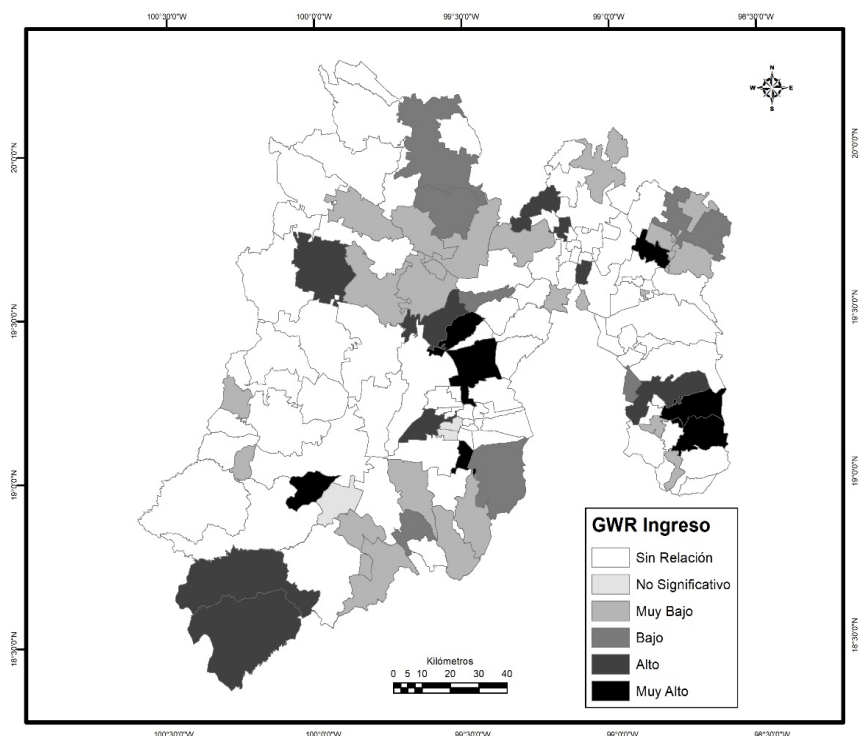 100°30'0"W 100°0'0"W 99°30'0"W 99°0'0"W 98°30'0"W
N
W E
S
20°0'0"N 20°0'0"N
19°30'0"N 19°30'0"N
19°0'0"N 19°0'0"N
18°30'0"N 18°30'0"N
GWR Ingreso
Sin Relación
No Significativo
Muy Bajo
Bajo
Alto
Muy Alto
Kilómetros
0 5 10 20 30 40
100°30'0"W 100°0'0"W 99°30'0"W 99°0'0"W 98°30'0"W